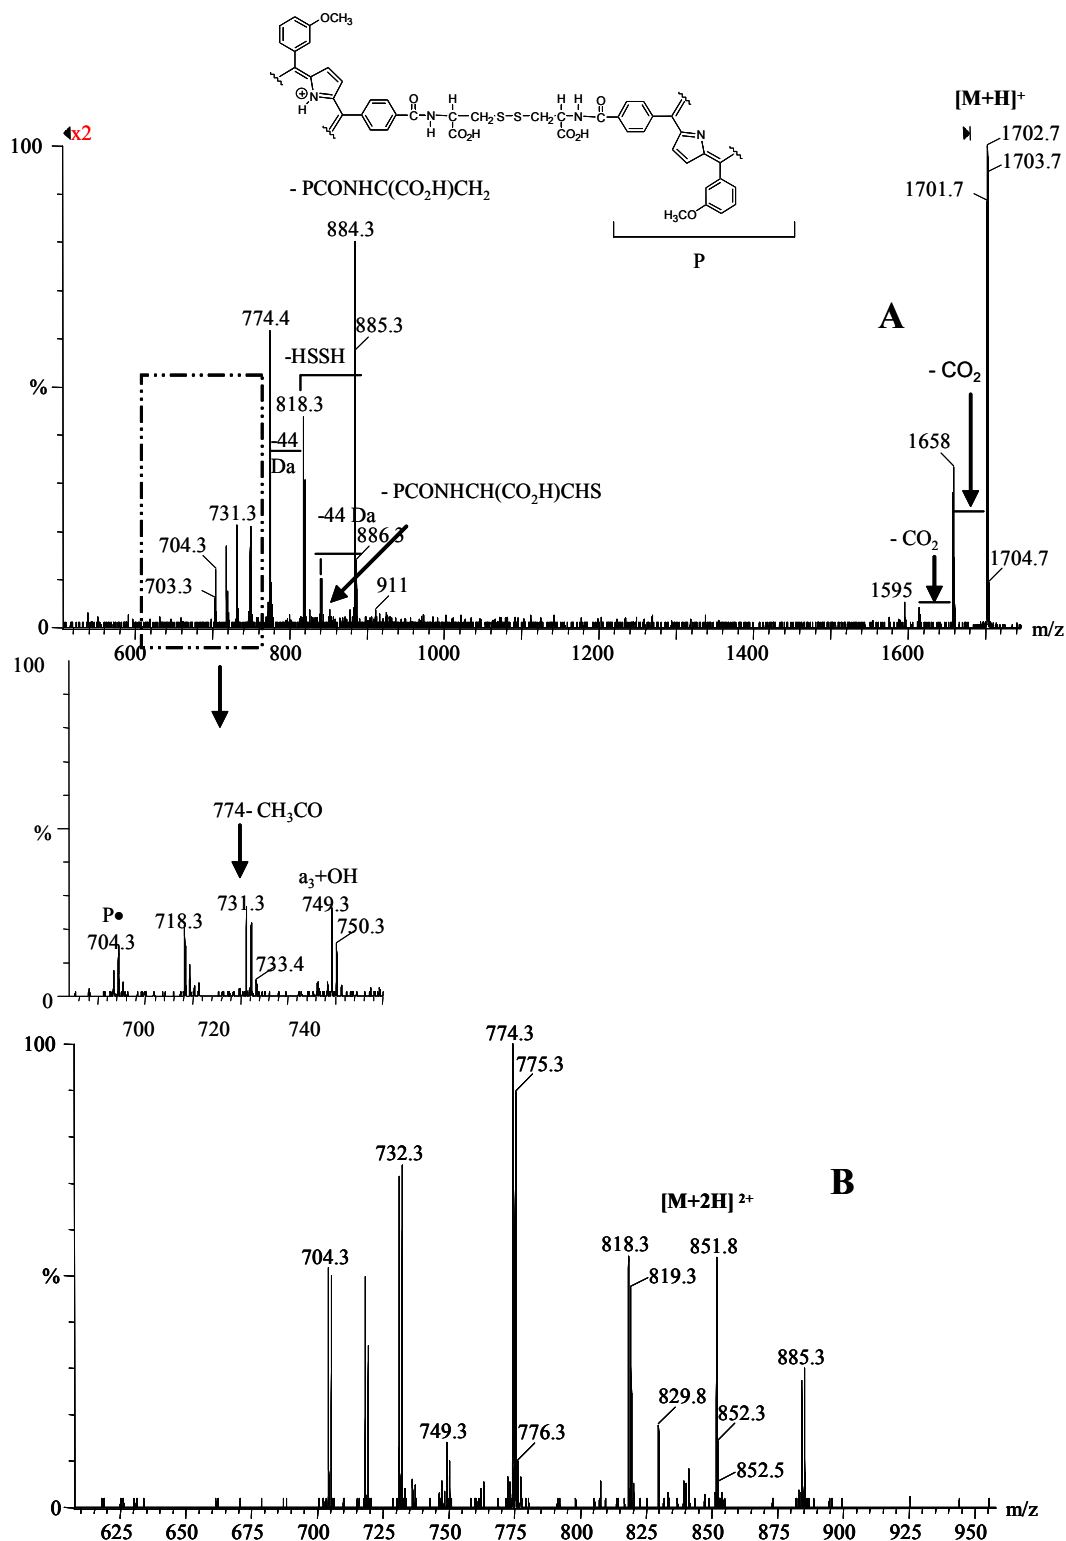 OCH₃
N
⊕
H
O
N
H
H
CO₂H
CH₂S-S-CH₂
H
H
N
CO₂H
O
N
H₃CO
P
[M+H]⁺
x2
100
1702.7
1703.7
1701.7
- PCONHC(CO₂H)CH₂
884.3
774.4
885.3
A
-HSSH
- CO₂
%
818.3
-44
Da
1658
- PCONHCH(CO₂H)CHS
-44 Da
731.3
886.3
- CO₂
704.3
1704.7
703.3
911
1595
0
m/z
600 800 1000 1200 1400 1600
100
774- CH₃CO
%
a₃+OH
P●
731.3
749.3
718.3
704.3
750.3
733.4
0
700 720 740
100
774.3
775.3
732.3
B
[M+2H] ²⁺
704.3
818.3
851.8
%
819.3
885.3
829.8
749.3
776.3
852.3
852.5
0
m/z
625 650 675 700 725 750 775 800 825 850 875 900 925 950